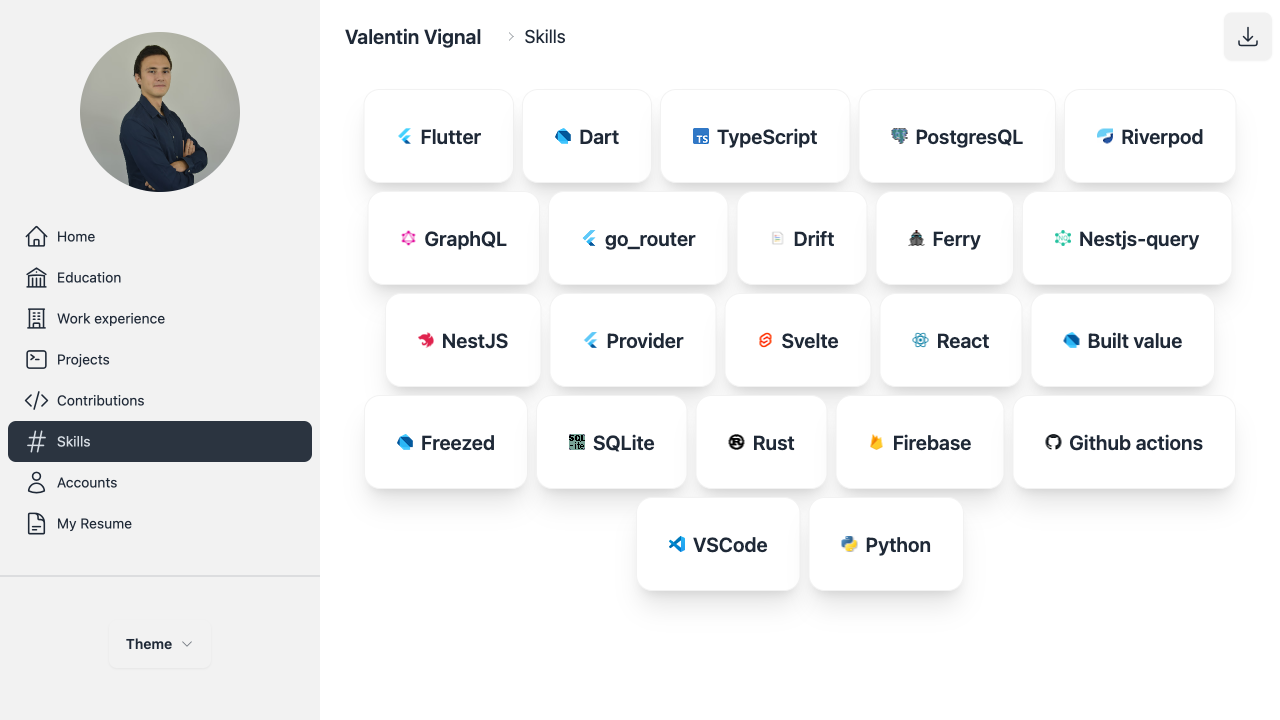 Home
Education
Work experience
Projects
Contributions
Skills
Accounts
My Resume
Theme
Valentin Vignal
Skills
Flutter
Dart
TS TypeScript
PostgresQL
Riverpod
GraphQL
go_router
Drift
Ferry
Nestjs-query
NestJS
Provider
Svelte
React
Built value
Freezed
SQL-ite SQLite
Rust
Firebase
Github actions
VSCode
Python